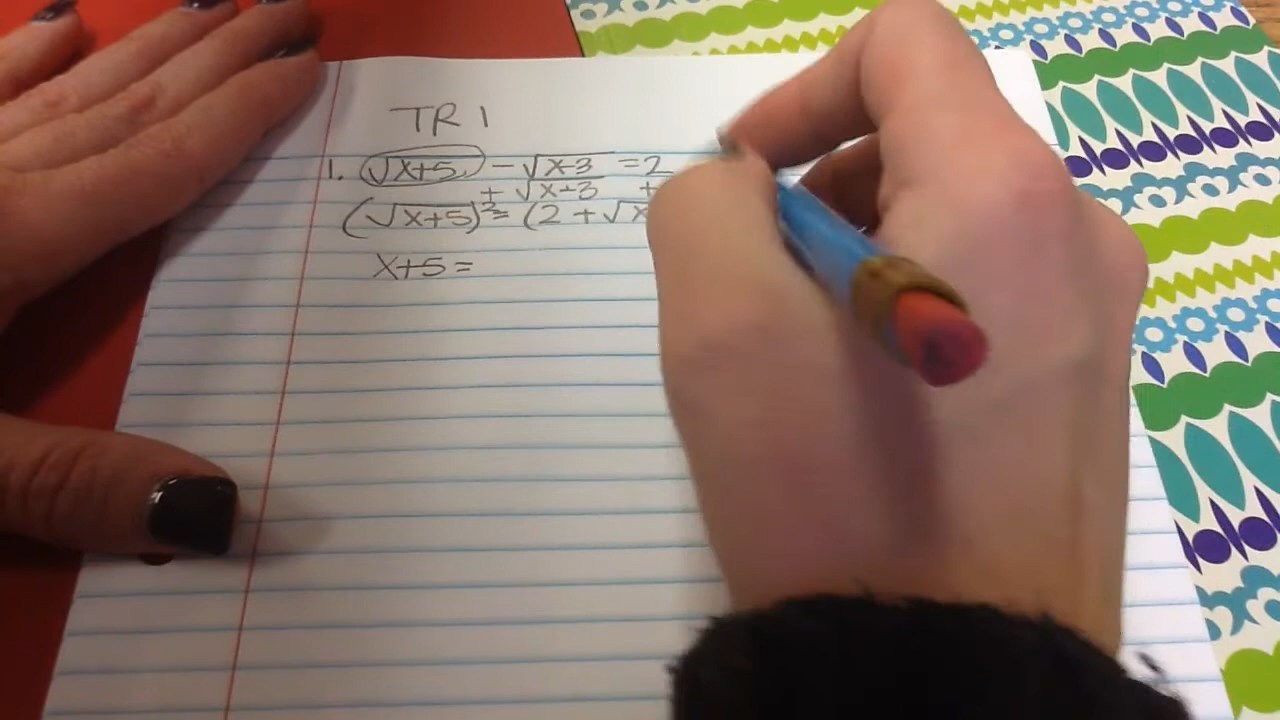 TR 1
1. √x+5 - √x-3 = 2
+ √x-3 +
(√x+5)² = (2 + √x
x+5 =